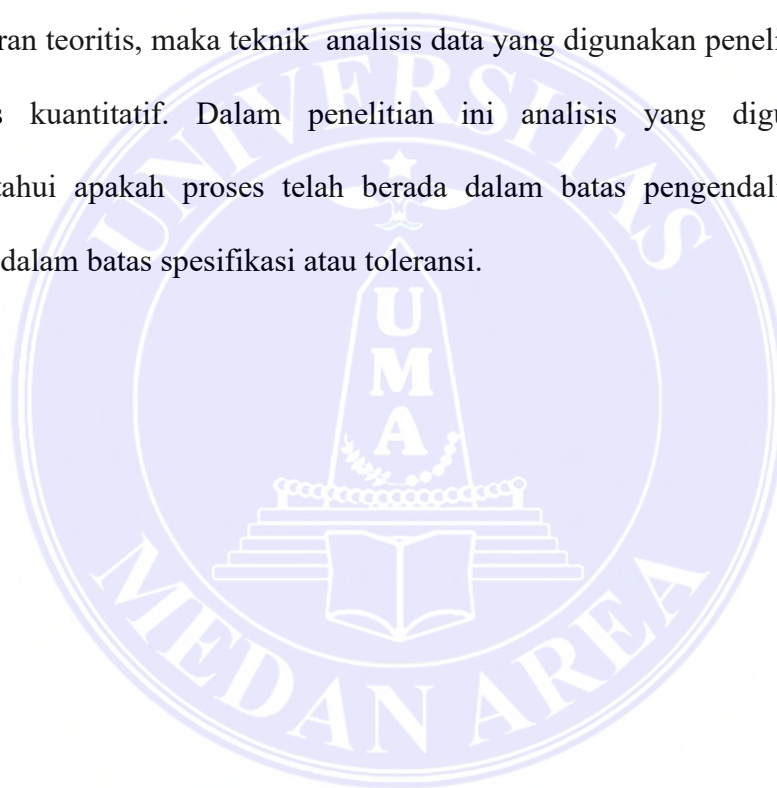 ran teoritis, maka teknik analisis data yang digunakan peneli
s kuantitatif. Dalam penelitian ini analisis yang digu
tahui apakah proses telah berada dalam batas pengendal
dalam batas spesifikasi atau toleransi.
UNIVERSITAS
U
M
A
MEDAN AREA